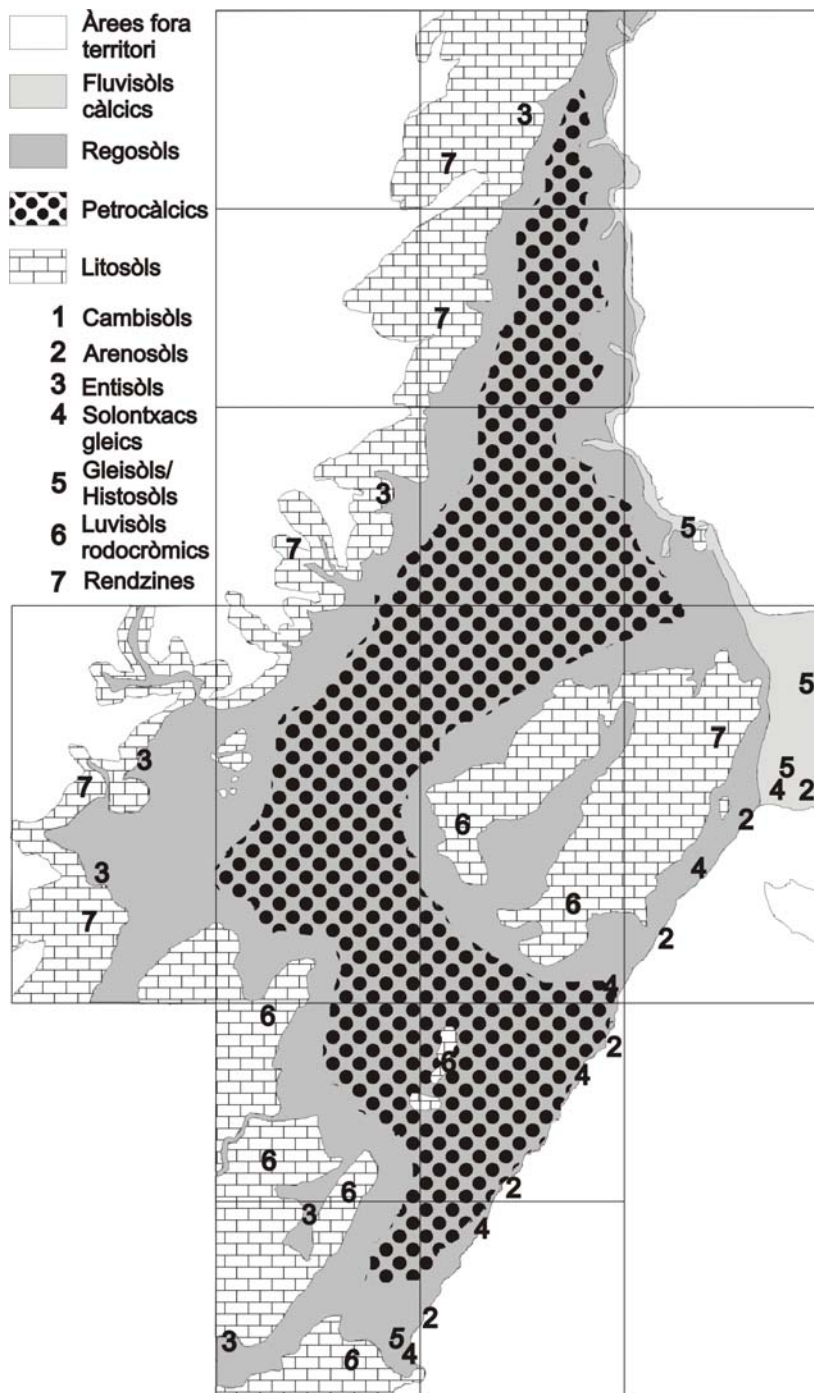 Àrees fora
territori
Fluvisòls
càlcics
Regosòls
Petrocàlcics
Litosòls
1 Cambisòls
2 Arenosòls
3 Entisòls
4 Solontxacs
gleics
5 Gleisòls/
Histosòls
6 Luvisòls
rodocròmics
7 Rendzines
3
7
7
3
5
7
5
7
3
7
5
4 2
2
6
4
3
6
7
2
4
6
2
6
4
6
2
6
3
4
2
3
5
4
6